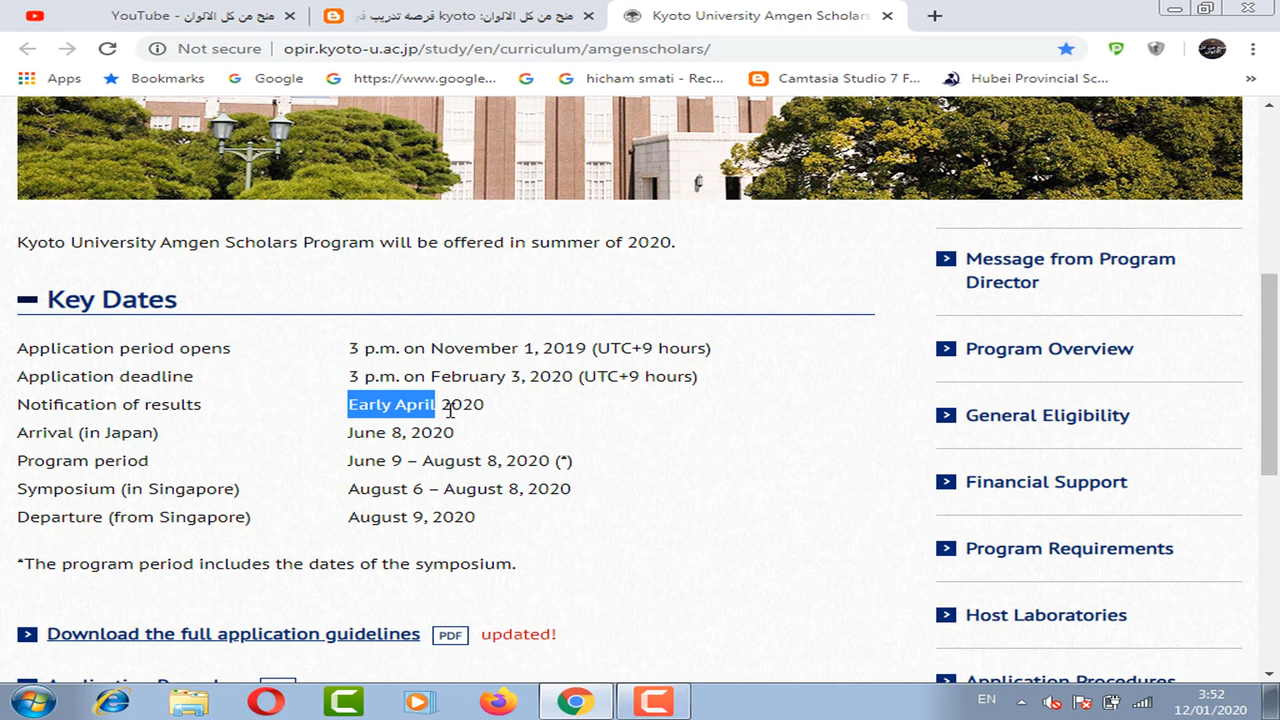 YouTube - منح من كل الالوان
منح من كل الالوان: kyoto فرصة تدريب في
Kyoto University Amgen Scholars
Not secure
opir.kyoto-u.ac.jp/study/en/curriculum/amgenscholars/
Apps
Bookmarks
Google
https://www.google...
hicham smati - Rec...
Camtasia Studio 7 F...
Hubei Provincial Sc...
»
Kyoto University Amgen Scholars Program will be offered in summer of 2020.
Key Dates
Application period opens 3 p.m. on November 1, 2019 (UTC+9 hours)
Application deadline 3 p.m. on February 3, 2020 (UTC+9 hours)
Notification of results Early April 2020
Arrival (in Japan) June 8, 2020
Program period June 9 – August 8, 2020 (*)
Symposium (in Singapore) August 6 – August 8, 2020
Departure (from Singapore) August 9, 2020
*The program period includes the dates of the symposium.
Download the full application guidelines PDF updated!
Message from Program
Director
Program Overview
General Eligibility
Financial Support
Program Requirements
Host Laboratories
Application Procedures
EN
3:52
12/01/2020